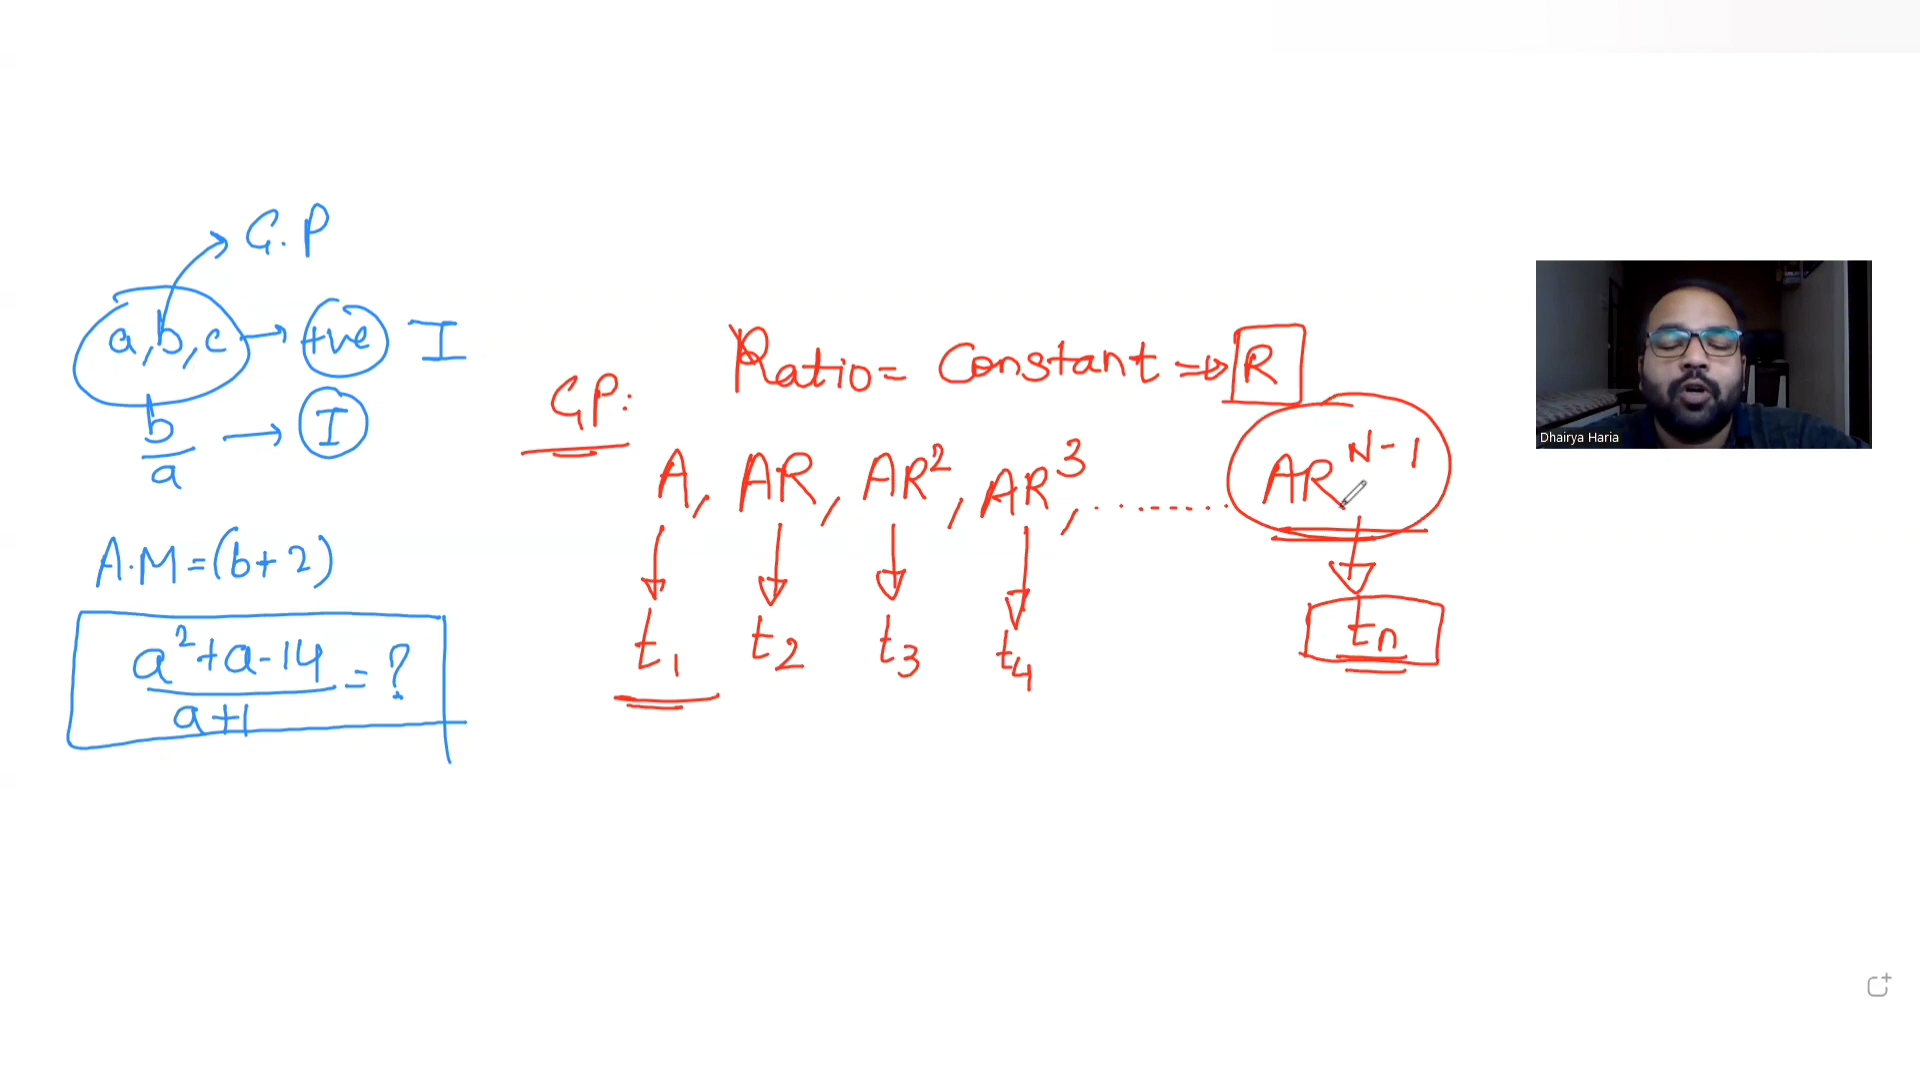 G.P
a,b,c → +ve I
b/a → I
A.M=(b+2)
a²+a-14/a+1 = ?
Ratio= Constant ⇒ R
GP:
A, AR, AR², AR³, ........ AR^N-1
t1 t2 t3 t4 tn
Dhairya Haria